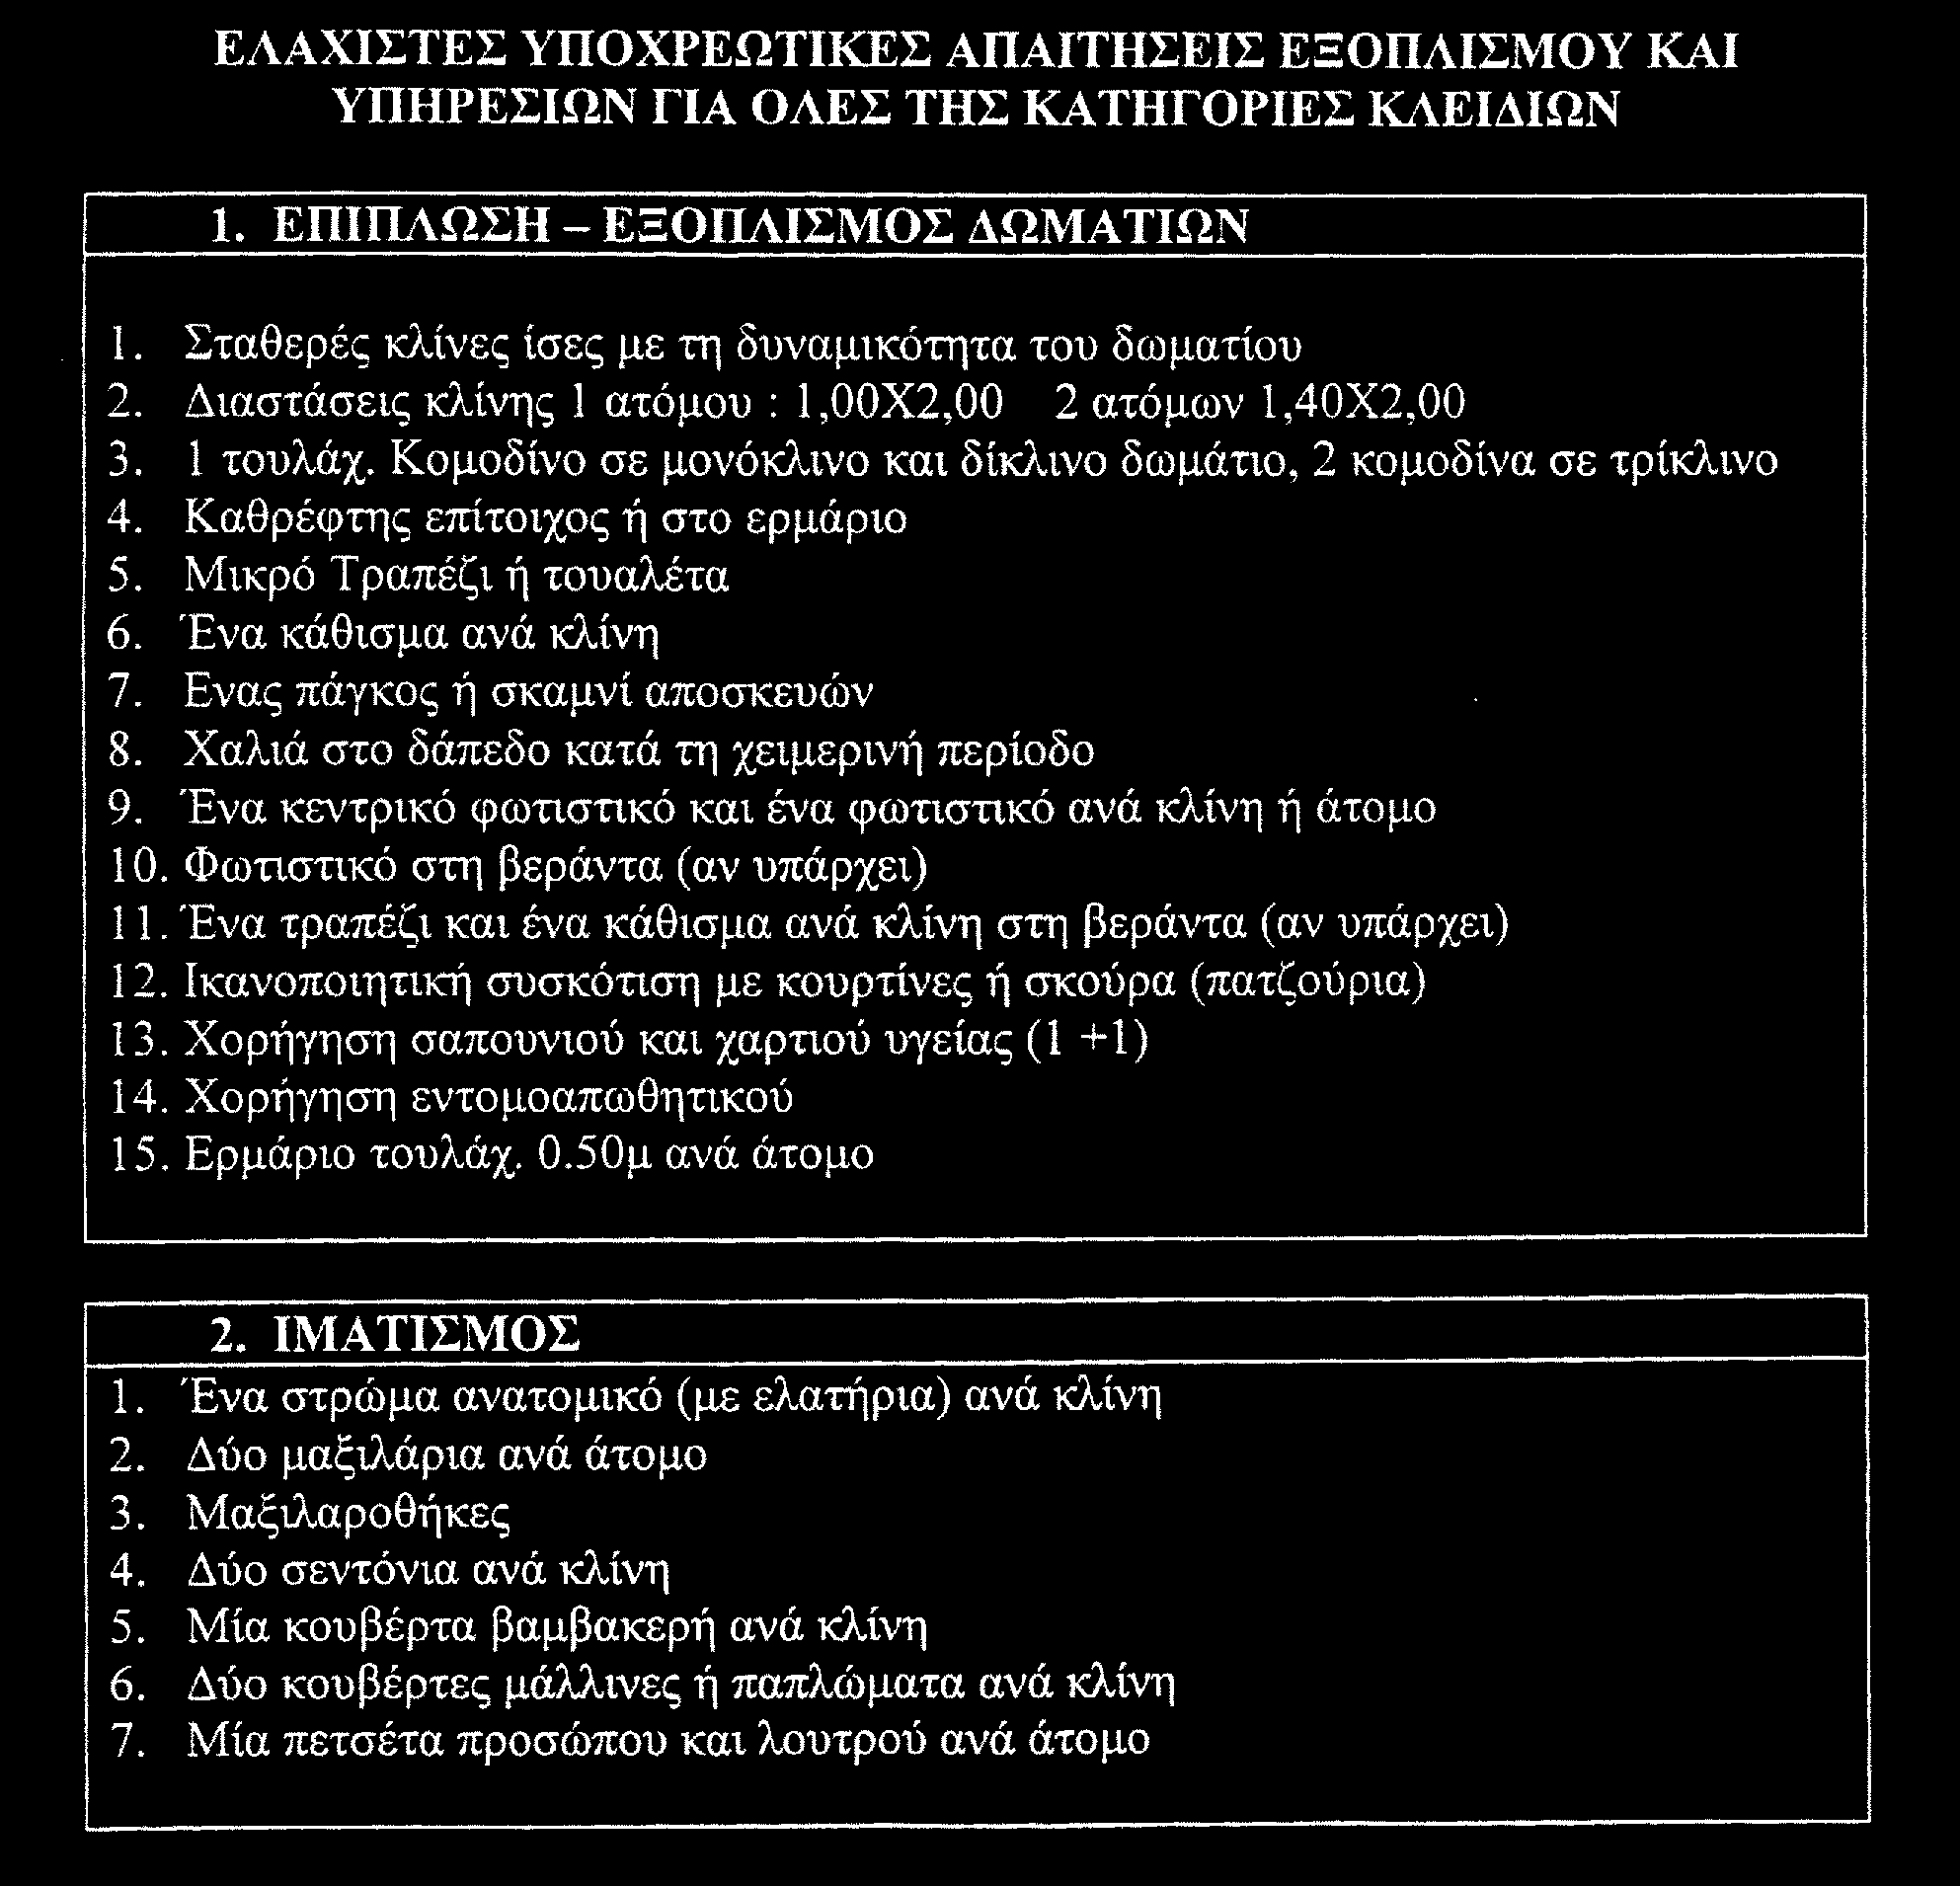 ΕΛΑΧΙΣΤΕΣ ΥΠΟΧΡΕΩΤΙΚΕΣ ΑΠΑΙΤΗΣΕΙΣ ΕΞΟΠΛΙΣΜΟΥ ΚΑΙ
ΥΠΗΡΕΣΙΩΝ ΓΙΑ ΟΛΕΣ ΤΗΣ ΚΑΤΗΓΟΡΙΕΣ ΚΛΕΙΔΙΩΝ
1. ΕΠΙΠΛΩΣΗ – ΕΞΟΠΛΙΣΜΟΣ ΔΩΜΑΤΙΩΝ
1. Σταθερές κλίνες ίσες με τη δυναμικότητα του δωματίου
2. Διαστάσεις κλίνης 1 ατόμου : 1,00Χ2,00 2 ατόμων 1,40Χ2,00
3. 1 τουλάχ. Κομοδίνο σε μονόκλινο και δίκλινο δωμάτιο, 2 κομοδίνα σε τρίκλινο
4. Καθρέφτης επίτοιχος ή στο ερμάριο
5. Μικρό Τραπέζι ή τουαλέτα
6. Ένα κάθισμα ανά κλίνη
7. Ενας πάγκος ή σκαμνί αποσκευών
8. Χαλιά στο δάπεδο κατά τη χειμερινή περίοδο
9. Ένα κεντρικό φωτιστικό και ένα φωτιστικό ανά κλίνη ή άτομο
10. Φωτιστικό στη βεράντα (αν υπάρχει)
11. Ένα τραπέζι και ένα κάθισμα ανά κλίνη στη βεράντα (αν υπάρχει)
12. Ικανοποιητική συσκότιση με κουρτίνες ή σκούρα (πατζούρια)
13. Χορήγηση σαπουνιού και χαρτιού υγείας (1 +1)
14. Χορήγηση εντομοαπωθητικού
15. Ερμάριο τουλάχ. 0.50μ ανά άτομο
2. ΙΜΑΤΙΣΜΟΣ
1. Ένα στρώμα ανατομικό (με ελατήρια) ανά κλίνη
2. Δύο μαξιλάρια ανά άτομο
3. Μαξιλαροθήκες
4. Δύο σεντόνια ανά κλίνη
5. Μία κουβέρτα βαμβακερή ανά κλίνη
6. Δύο κουβέρτες μάλλινες ή παπλώματα ανά κλίνη
7. Μία πετσέτα προσώπου και λουτρού ανά άτομο